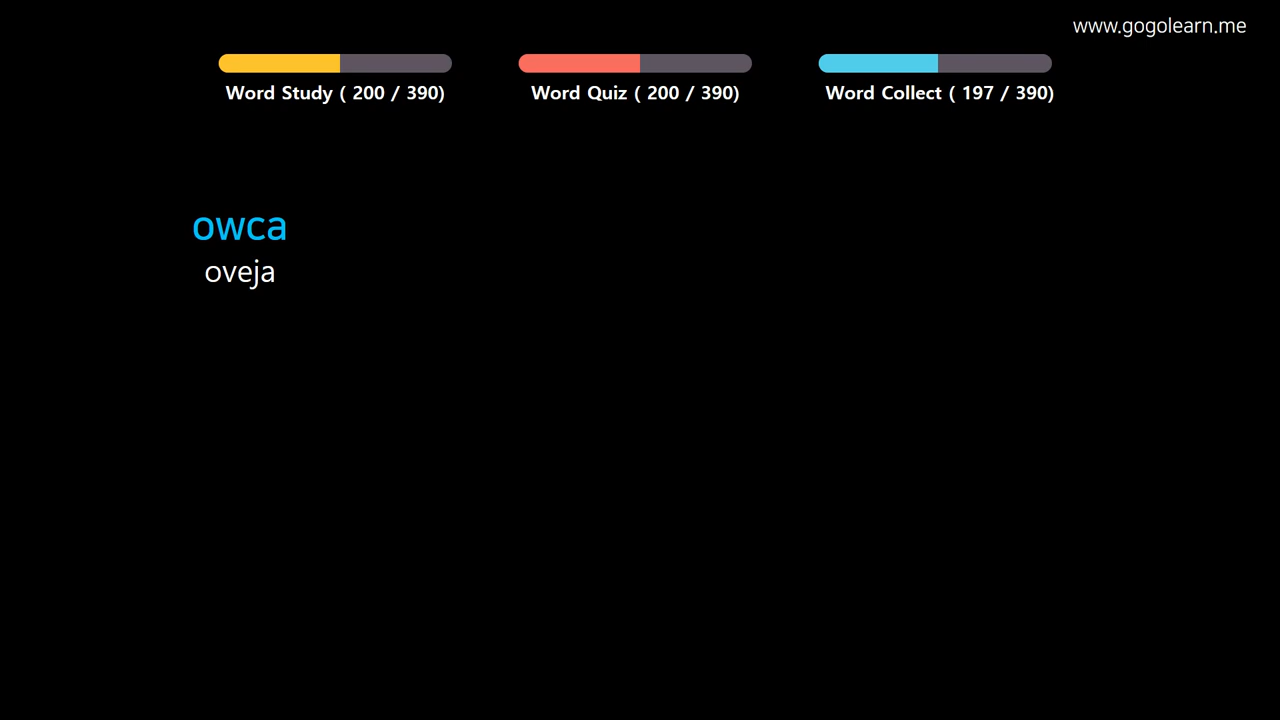 www.gogolearn.me
Word Study ( 200 / 390)
Word Quiz ( 200 / 390)
Word Collect ( 197 / 390)
owca
oveja